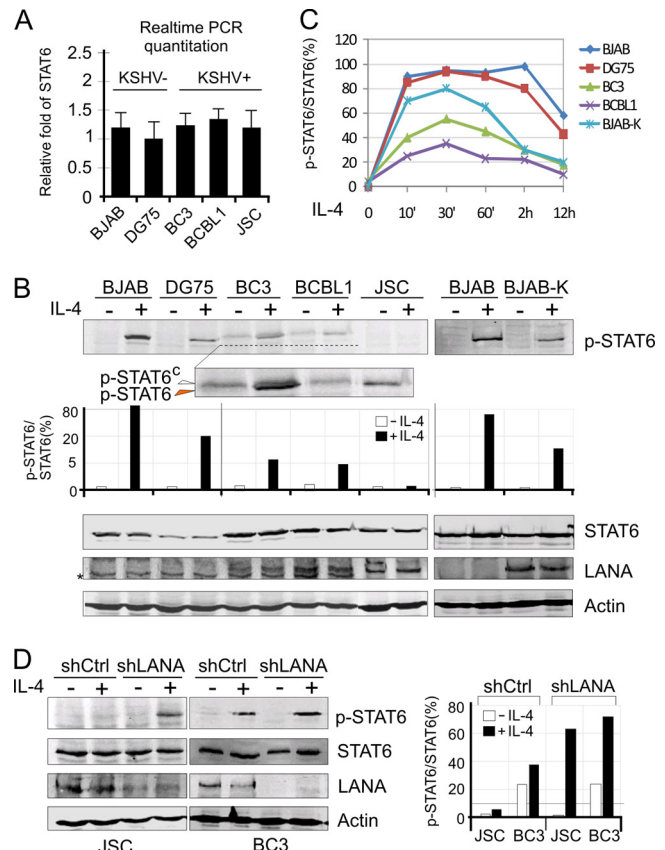 A
Realtime PCR
quantitation
Relative fold of STAT6
2.5
2
1.5
1
0.5
0
KSHV-
KSHV+
BJAB
DG75
BC3
BCBL1
JSC
C
p-STAT6/STAT6(%)
120
100
80
60
40
20
0
IL-4
0 10' 30' 60' 2h 12h
BJAB
DG75
BC3
BCBL1
BJAB-K
B
BJAB DG75 BC3 BCBL1 JSC BJAB BJAB-K
IL-4 - + - + - + - + - + - + - +
p-STAT6
p-STAT6C
p-STAT6
p-STAT6/
STAT6(%)
80
20
5
0
- IL-4
+ IL-4
STAT6
LANA
*
Actin
D
shCtrl shLANA shCtrl shLANA
IL-4 - + - + - + - +
p-STAT6
STAT6
LANA
Actin
JSC BC3
shCtrl shLANA
p-STAT6/STAT6(%)
80
60
40
20
0
- IL-4
+ IL-4
JSC BC3 JSC BC3